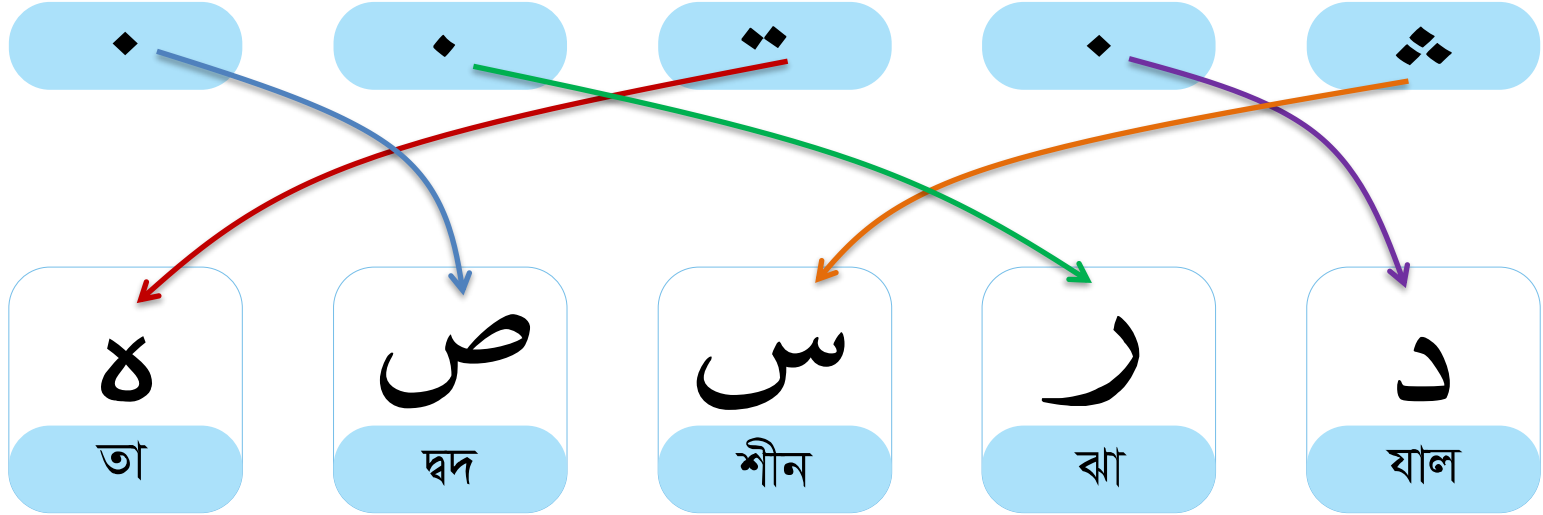 ه ص س ر د
তা দ্বদ শীন ঝা যাল